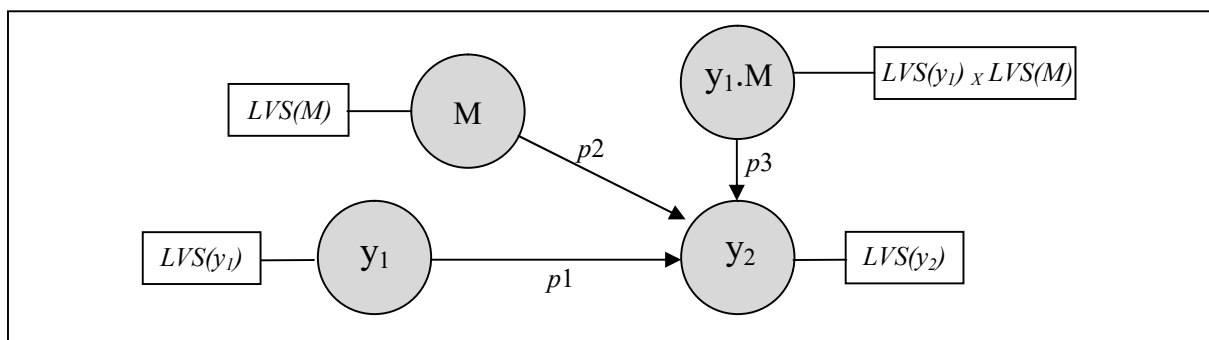 y₁.M
LVS(y₁) X LVS(M)
LVS(M)
M
p2
p3
LVS(y₁)
y₁
p1
y₂
LVS(y₂)